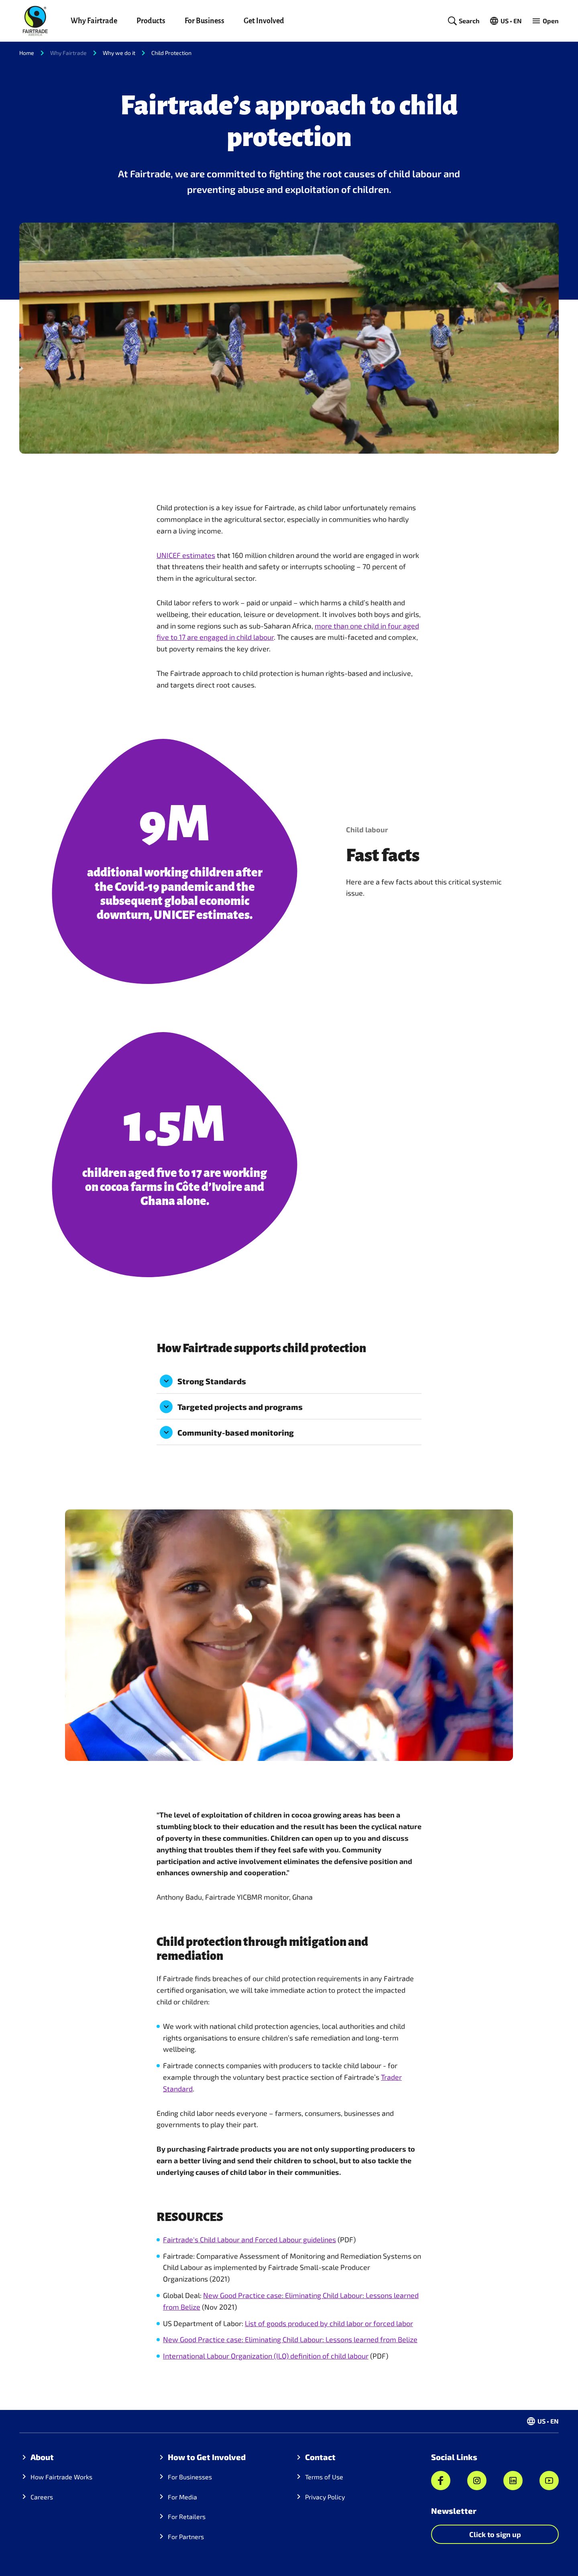 FAIRTRADE
AMERICA
Why Fairtrade
Products
For Business
Get Involved
Search
US • EN
Open
Home
Why Fairtrade
Why we do it
Child Protection
Fairtrade’s approach to child
protection
At Fairtrade, we are committed to fighting the root causes of child labour and
preventing abuse and exploitation of children.
Child protection is a key issue for Fairtrade, as child labor unfortunately remains
commonplace in the agricultural sector, especially in communities who hardly
earn a living income.
UNICEF estimates that 160 million children around the world are engaged in work
that threatens their health and safety or interrupts schooling – 70 percent of
them in the agricultural sector.
Child labor refers to work – paid or unpaid – which harms a child’s health and
wellbeing, their education, leisure or development. It involves both boys and girls,
and in some regions such as sub-Saharan Africa, more than one child in four aged
five to 17 are engaged in child labour. The causes are multi-faceted and complex,
but poverty remains the key driver.
The Fairtrade approach to child protection is human rights-based and inclusive,
and targets direct root causes.
9M
additional working children after
the Covid-19 pandemic and the
subsequent global economic
downturn, UNICEF estimates.
Child labour
Fast facts
Here are a few facts about this critical systemic
issue.
1.5M
children aged five to 17 are working
on cocoa farms in Côte d’Ivoire and
Ghana alone.
How Fairtrade supports child protection
Strong Standards
Targeted projects and programs
Community-based monitoring
“The level of exploitation of children in cocoa growing areas has been a
stumbling block to their education and the result has been the cyclical nature
of poverty in these communities. Children can open up to you and discuss
anything that troubles them if they feel safe with you. Community
participation and active involvement eliminates the defensive position and
enhances ownership and cooperation.”
Anthony Badu, Fairtrade YICBMR monitor, Ghana
Child protection through mitigation and
remediation
If Fairtrade finds breaches of our child protection requirements in any Fairtrade
certified organisation, we will take immediate action to protect the impacted
child or children:
We work with national child protection agencies, local authorities and child
rights organisations to ensure children’s safe remediation and long-term
wellbeing.
Fairtrade connects companies with producers to tackle child labour - for
example through the voluntary best practice section of Fairtrade’s Trader
Standard.
Ending child labor needs everyone – farmers, consumers, businesses and
governments to play their part.
By purchasing Fairtrade products you are not only supporting producers to
earn a better living and send their children to school, but to also tackle the
underlying causes of child labor in their communities.
RESOURCES
Fairtrade’s Child Labour and Forced Labour guidelines (PDF)
Fairtrade: Comparative Assessment of Monitoring and Remediation Systems on
Child Labour as implemented by Fairtrade Small-scale Producer
Organizations (2021)
Global Deal: New Good Practice case: Eliminating Child Labour: Lessons learned
from Belize (Nov 2021)
US Department of Labor: List of goods produced by child labor or forced labor
New Good Practice case: Eliminating Child Labour: Lessons learned from Belize
International Labour Organization (ILO) definition of child labour (PDF)
US • EN
About
How Fairtrade Works
Careers
How to Get Involved
For Businesses
For Media
For Retailers
For Partners
Contact
Terms of Use
Privacy Policy
Social Links
Newsletter
Click to sign up